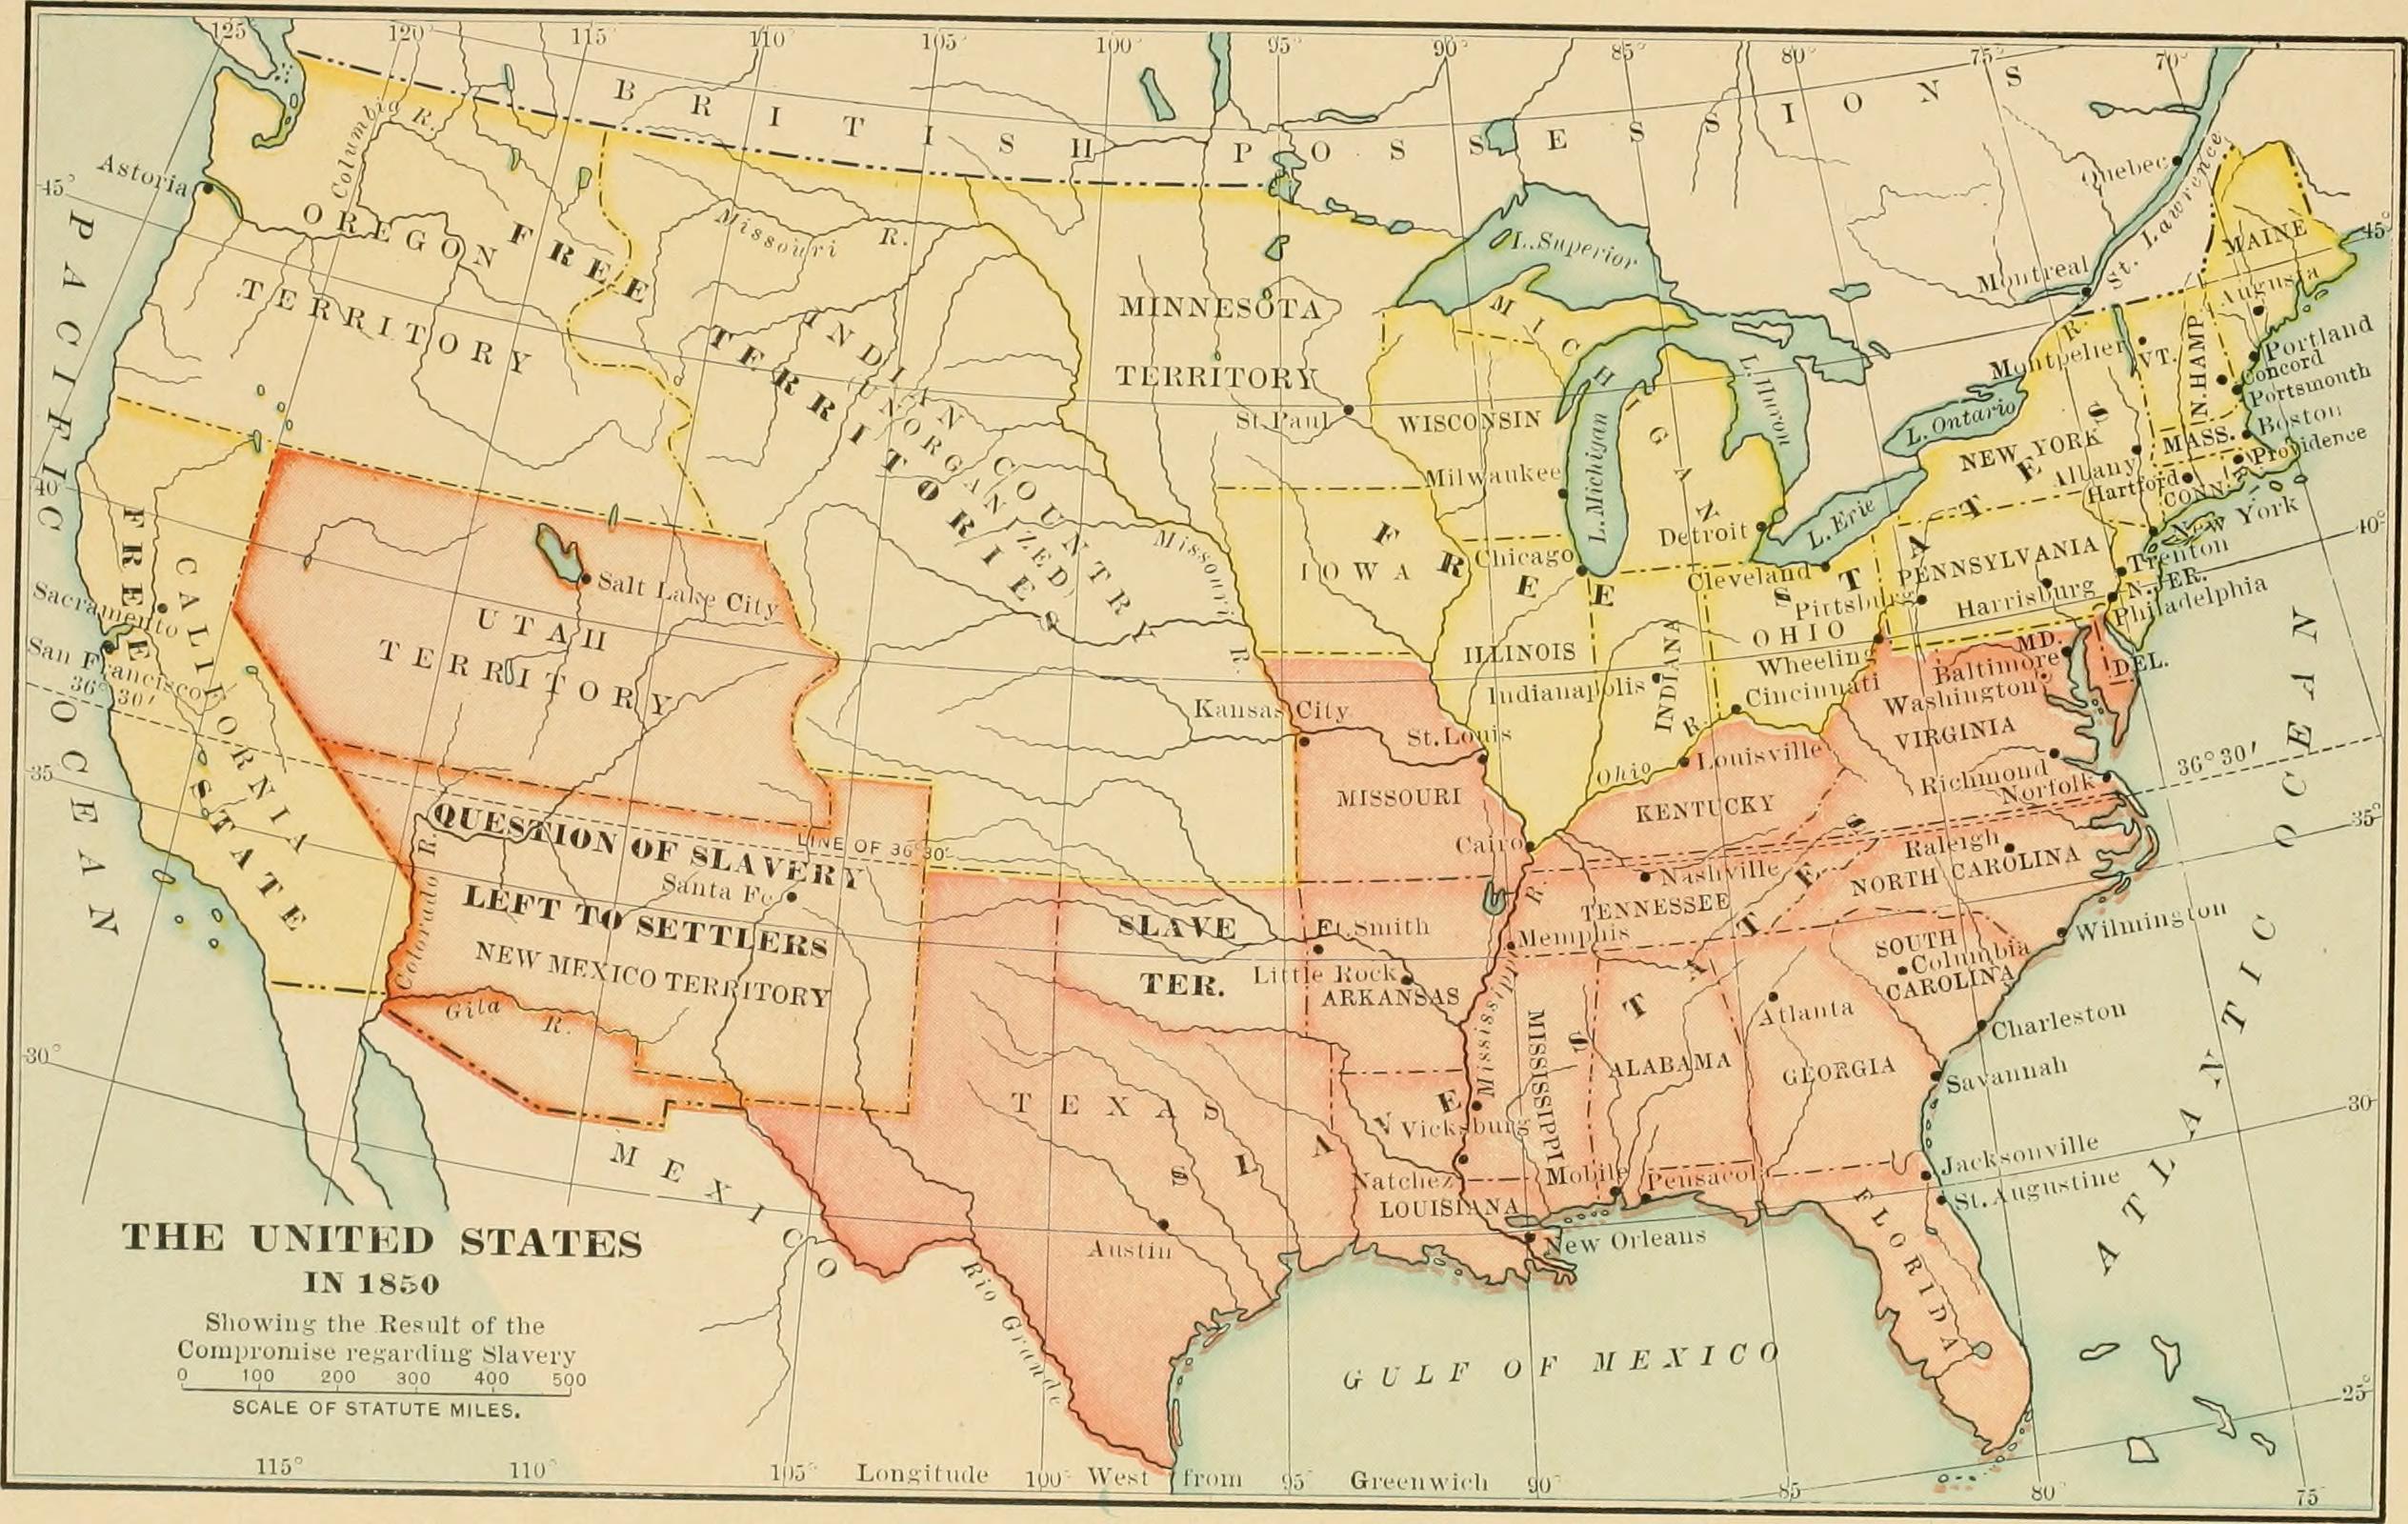 125°
120°
115°
110°
105°
100°
95°
90°
85°
80°
75°
70°
BRITISH POSSESSIONS
Columbia R.
Astoria
45°
OREGON
TERRITORY
FREE
TERRITORIES
Missouri R.
INDIAN COUNTRY
(UNORGANIZED)
MINNESOTA
TERRITORY
St. Paul
L. Superior
MICHIGAN
WISCONSIN
Milwaukee
L. Michigan
L. Huron
Detroit
L. Erie
L. Ontario
Quebec
Montreal
St. Lawrence R.
MAINE
Augusta
45°
Portland
Concord
Portsmouth
Boston
Providence
Montpelier
VT.
N. HAMP.
MASS.
NEW YORK
Albany
Hartford
CONN.
New York
40°
PACIFIC OCEAN
40°
FREE
STATE
CALIFORNIA
Sacramento
San Francisco
36° 30'
35°
Salt Lake City
UTAH
TERRITORY
Missouri R.
IOWA
FREE STATES
Chicago
Cleveland
PENNSYLVANIA
Pittsburg
Harrisburg
Trenton
N. JER.
Philadelphia
ILLINOIS
INDIANA
Indianapolis
OHIO
Wheeling
Cincinnati
MD.
Baltimore
DEL.
Washington
VIRGINIA
Richmond
Norfolk
36° 30'
Kansas City
St. Louis
MISSOURI
Ohio R.
Louisville
KENTUCKY
Cairo
QUESTION OF SLAVERY
LINE OF 36° 30'
Santa Fe
LEFT TO SETTLERS
NEW MEXICO TERRITORY
Colorado R.
Gila R.
SLAVE
TER.
Ft. Smith
Little Rock
ARKANSAS
Nashville
TENNESSEE
Memphis
Raleigh
NORTH CAROLINA
Wilmington
35°
SOUTH
CAROLINA
Columbia
Charleston
Atlanta
GEORGIA
Savannah
ALABAMA
MISSISSIPPI
Mississippi R.
Vicksburg
Natchez
LOUISIANA
Mobile
Pensacola
New Orleans
Jacksonville
St. Augustine
FLORIDA
SLAVE STATES
TEXAS
Austin
Rio Grande
MEXICO
30°
30°
25°
ATLANTIC OCEAN
GULF OF MEXICO
THE UNITED STATES
IN 1850
Showing the Result of the
Compromise regarding Slavery
0 100 200 300 400 500
SCALE OF STATUTE MILES.
115°
110°
105°
Longitude
100°
West from
95°
Greenwich
90°
85
80°
75°